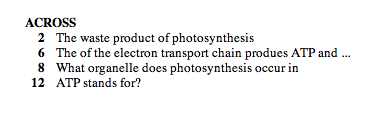 ACROSS
2 The waste product of photosynthesis
6 The of the electron transport chain produes ATP and ...
8 What organelle does photosynthesis occur in
12 ATP stands for?